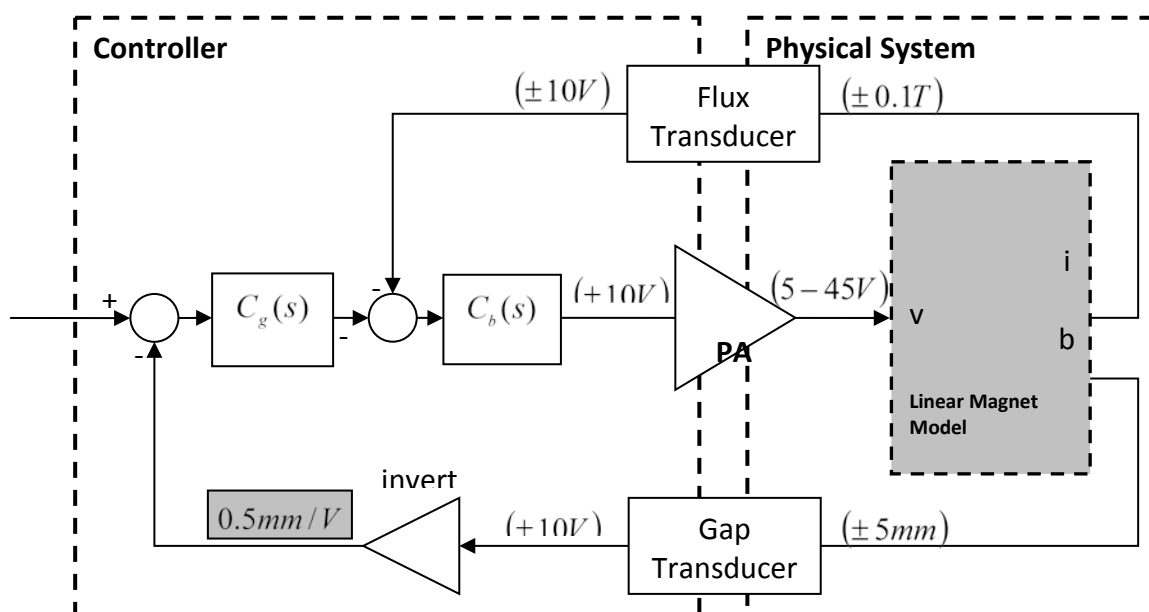 Controller
Physical System
(±10V)
Flux
Transducer
(±0.1T)
i
b
v
Linear Magnet
Model
+
-
C_g(s)
-
-
C_b(s)
(+10V)
PA
(5-45V)
invert
0.5mm/V
(+10V)
Gap
Transducer
(±5mm)